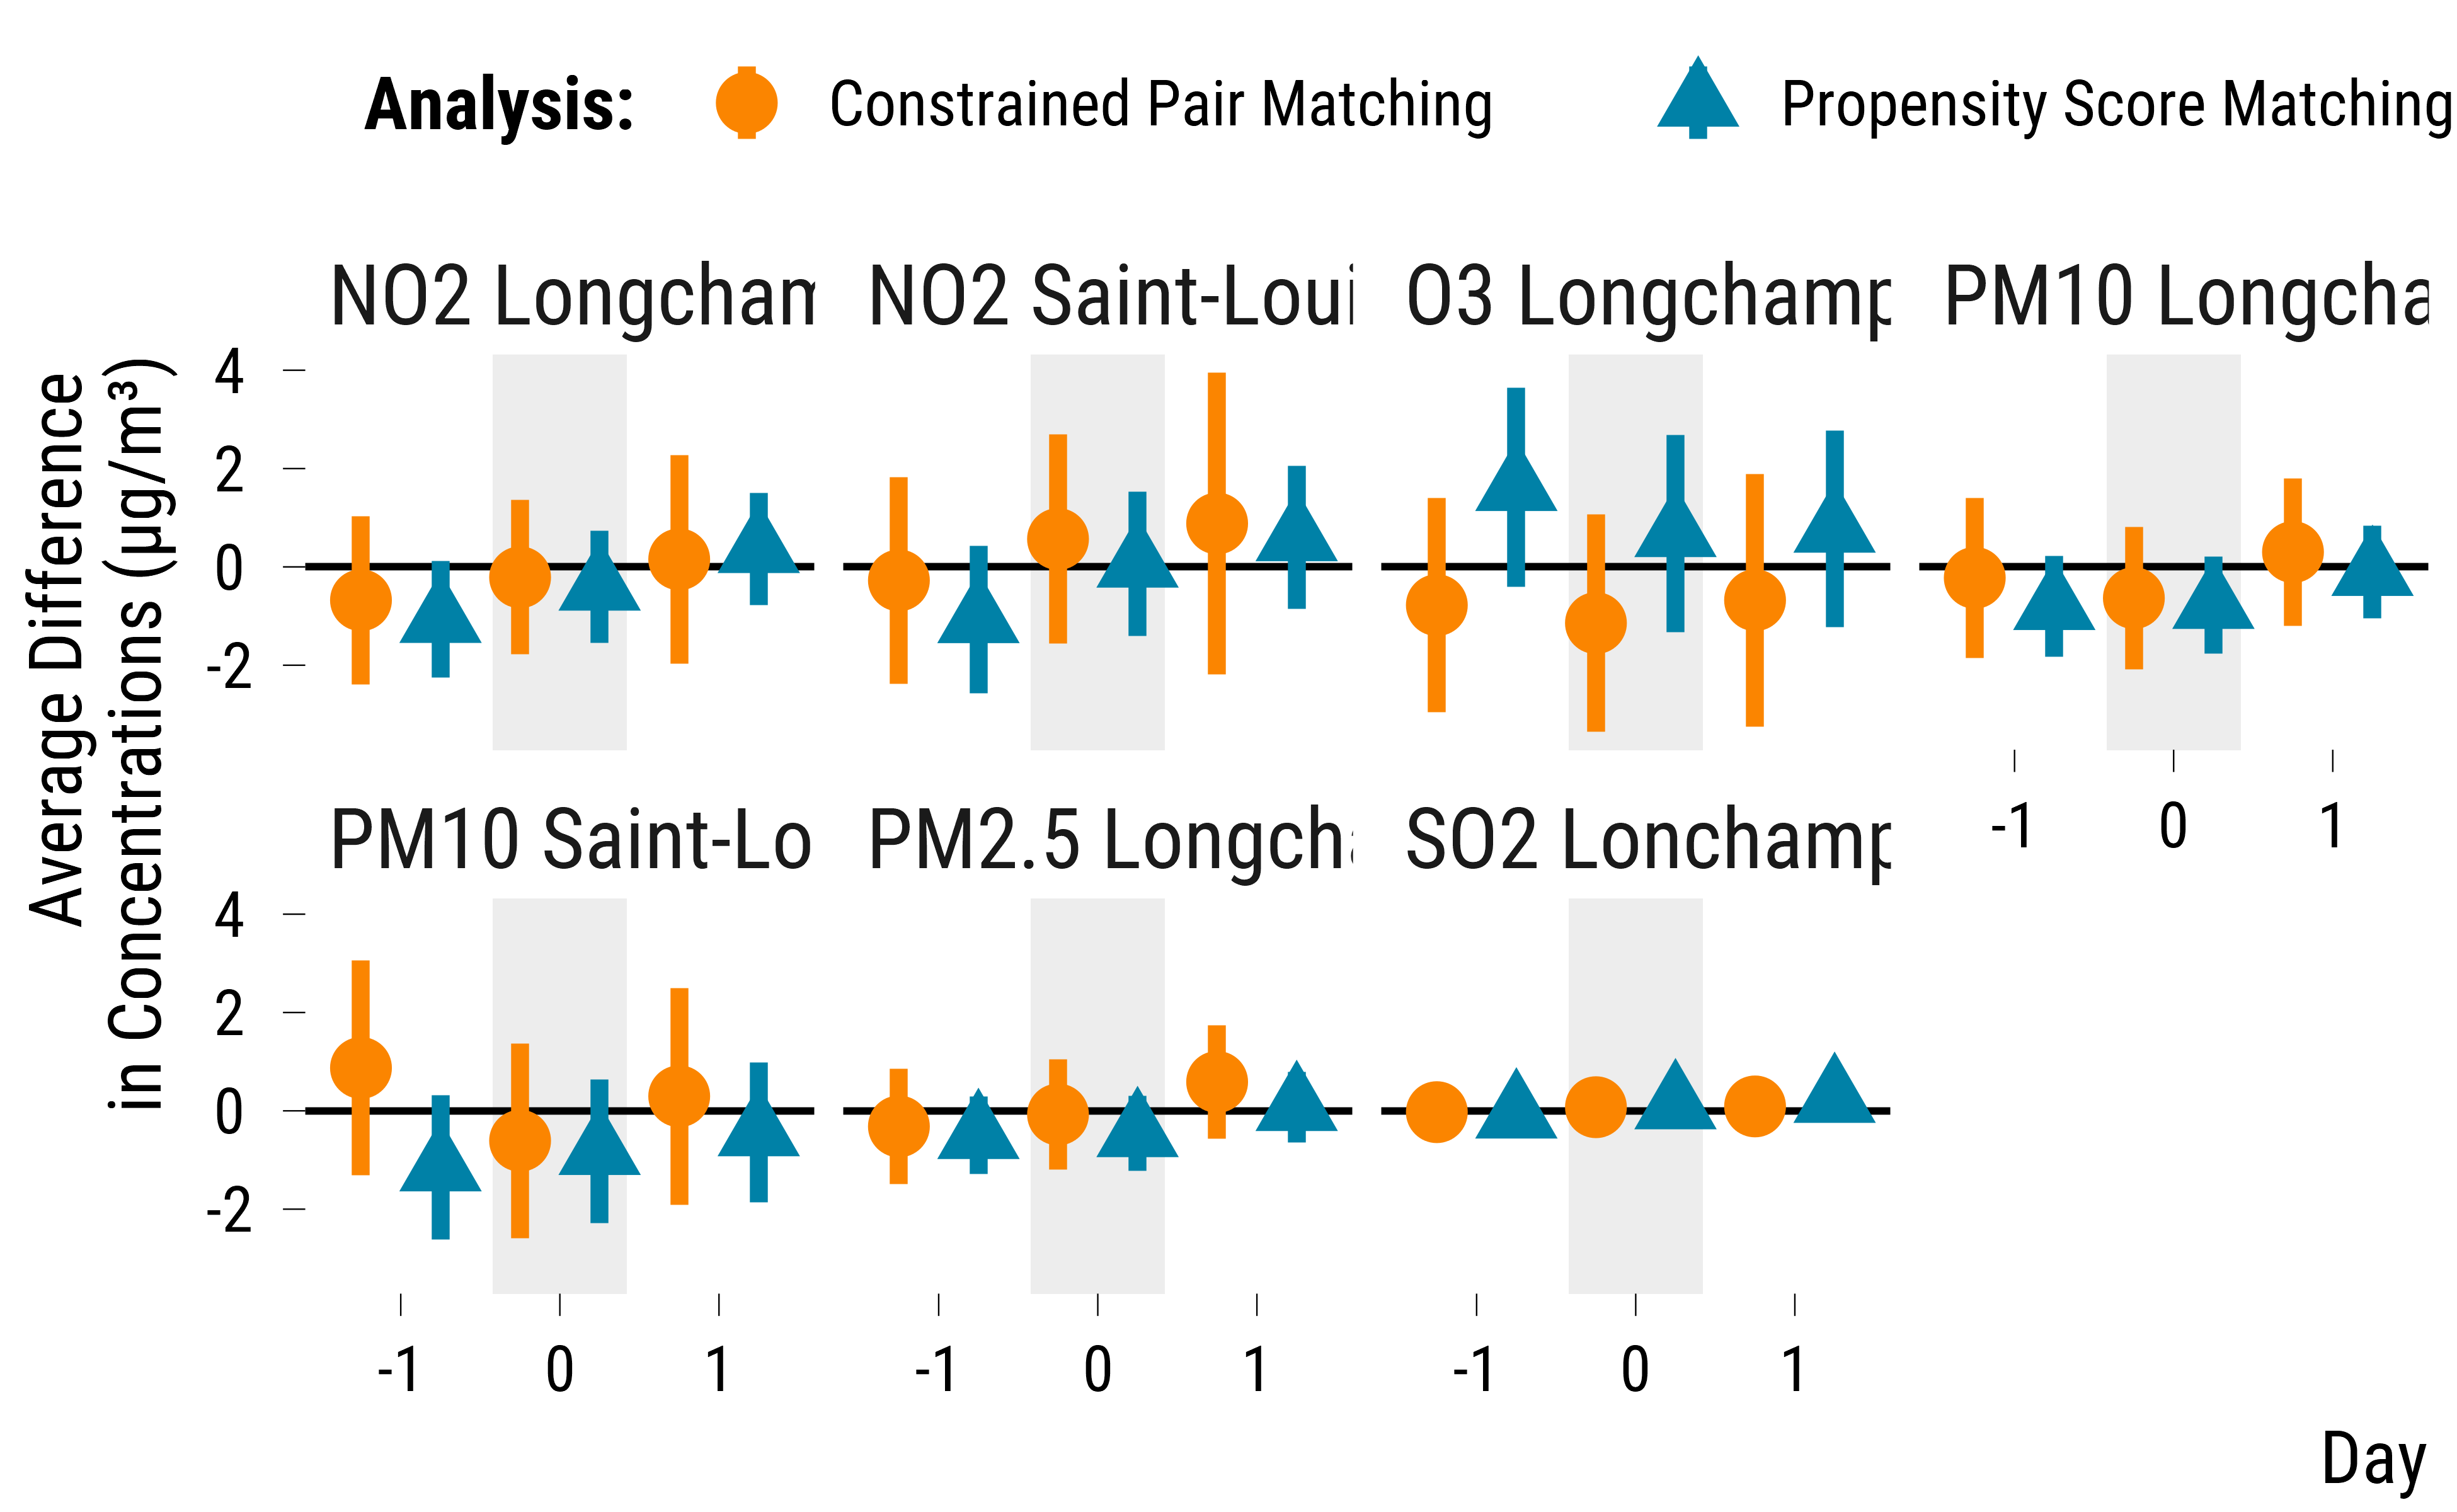 Analysis: Constrained Pair Matching Propensity Score Matching
NO2 Longcham NO2 Saint-Loui O3 Longchamp PM10 Longcha
Average Difference
in Concentrations (µg/m³)
4
2
0
-2
-1 0 1
PM10 Saint-Lo PM2.5 Longcha SO2 Lonchamp
4
2
0
-2
-1 0 1 -1 0 1 -1 0 1
Day